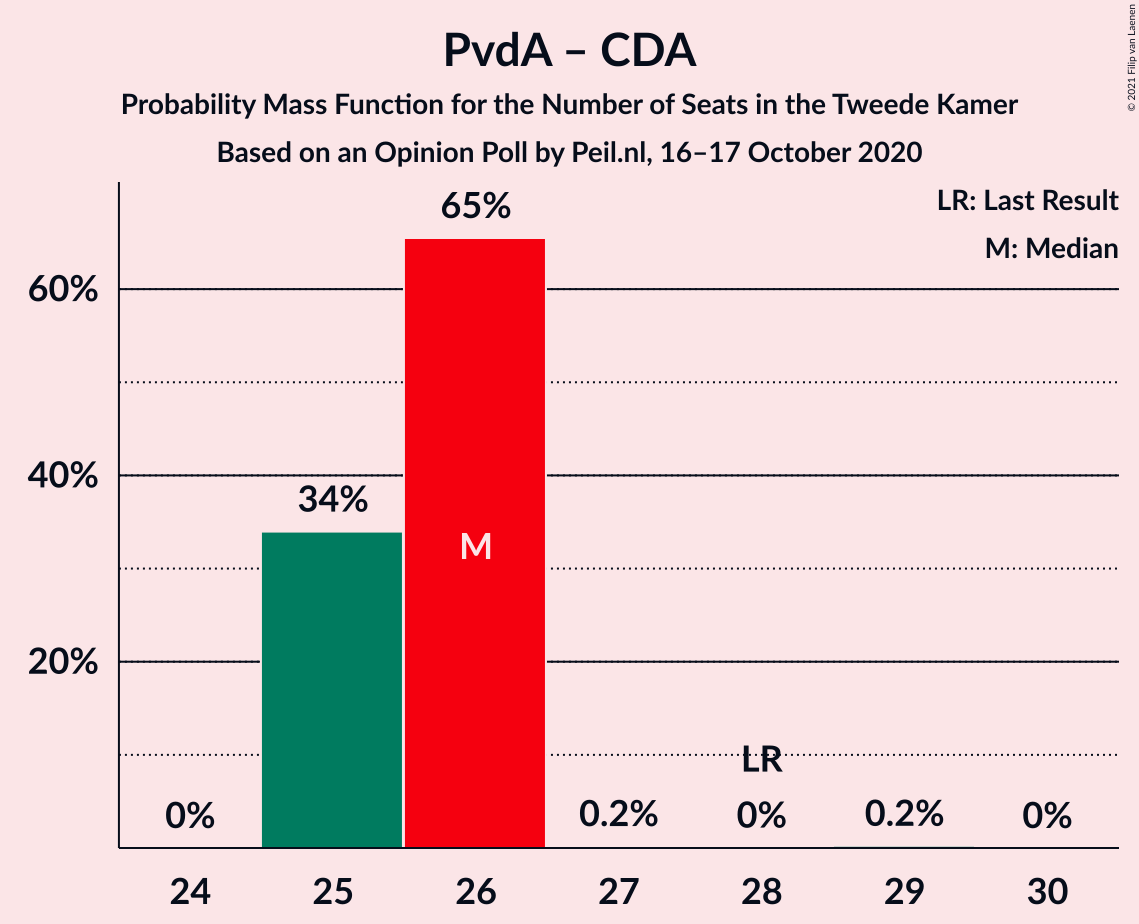 PvdA – CDA
Probability Mass Function for the Number of Seats in the Tweede Kamer
Based on an Opinion Poll by Peil.nl, 16–17 October 2020
© 2021 Filip van Laenen
LR: Last Result
M: Median
65%
60%
40%
34%
M
20%
LR
0%
0.2%
0%
0.2%
0%
24
25
26
27
28
29
30